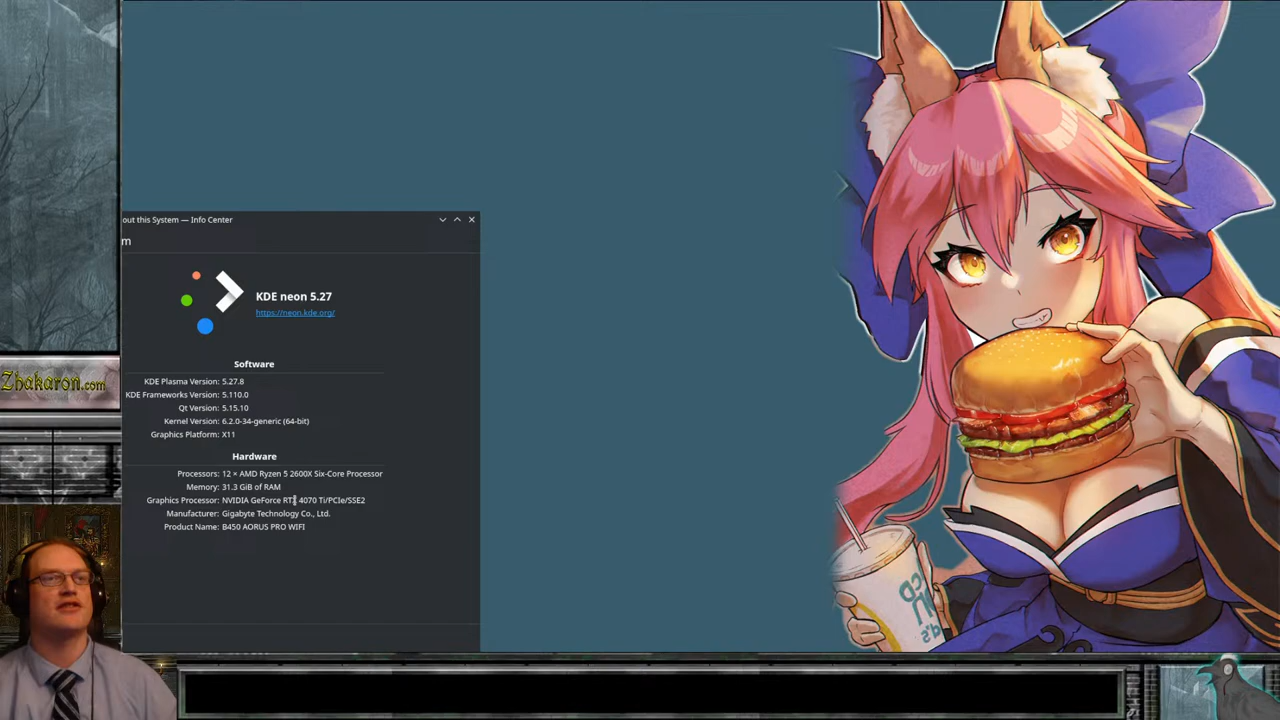 out this System — Info Center
m
KDE neon 5.27
https://neon.kde.org/
Software
KDE Plasma Version: 5.27.8
KDE Frameworks Version: 5.110.0
Qt Version: 5.15.10
Kernel Version: 6.2.0-34-generic (64-bit)
Graphics Platform: X11
Zhakaron.com
Hardware
Processors: 12 × AMD Ryzen 5 2600X Six-Core Processor
Memory: 31.3 GiB of RAM
Graphics Processor: NVIDIA GeForce RTX 4070 Ti/PCIe/SSE2
Manufacturer: Gigabyte Technology Co., Ltd.
Product Name: B450 AORUS PRO WIFI